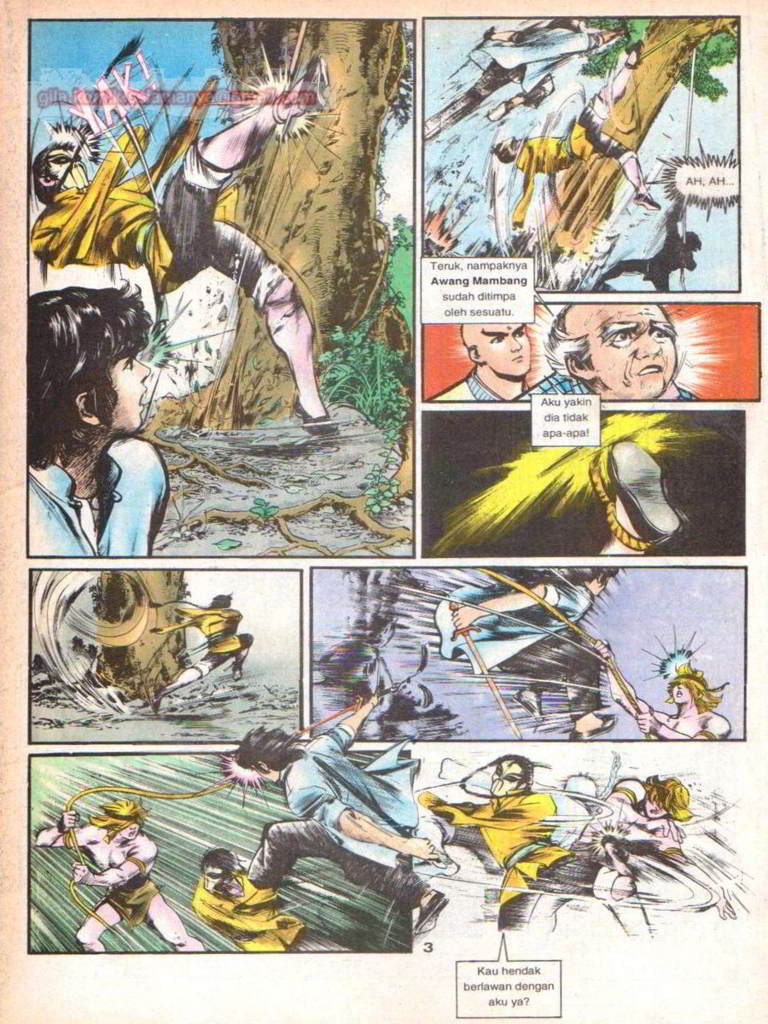 YAKI
AH, AH...
Teruk, nampaknya
Awang Mambang
sudah ditimpa
oleh sesuatu.
Aku yakin
dia tidak
apa-apa!
3
Kau hendak
berlawan dengan
aku ya?